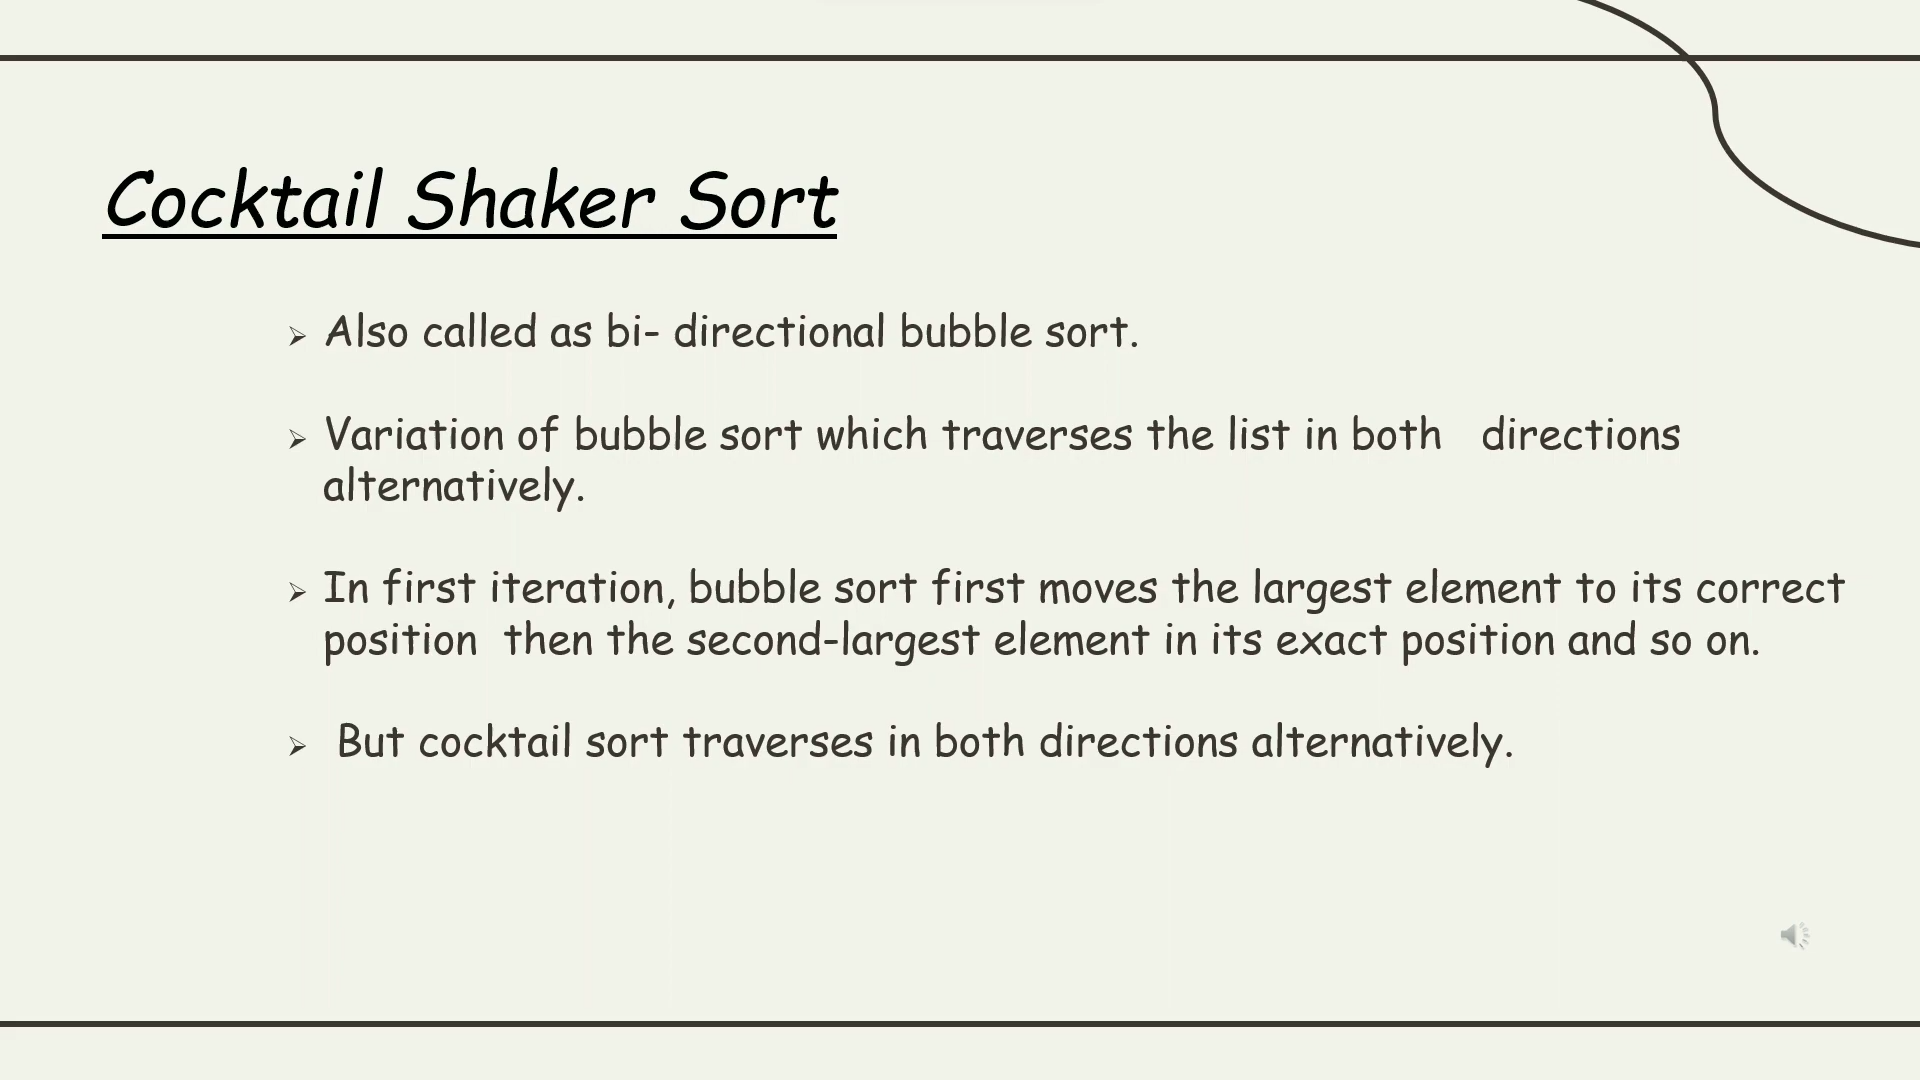 Cocktail Shaker Sort
Also called as bi- directional bubble sort.
Variation of bubble sort which traverses the list in both directions
alternatively.
In first iteration, bubble sort first moves the largest element to its correct
position then the second-largest element in its exact position and so on.
But cocktail sort traverses in both directions alternatively.